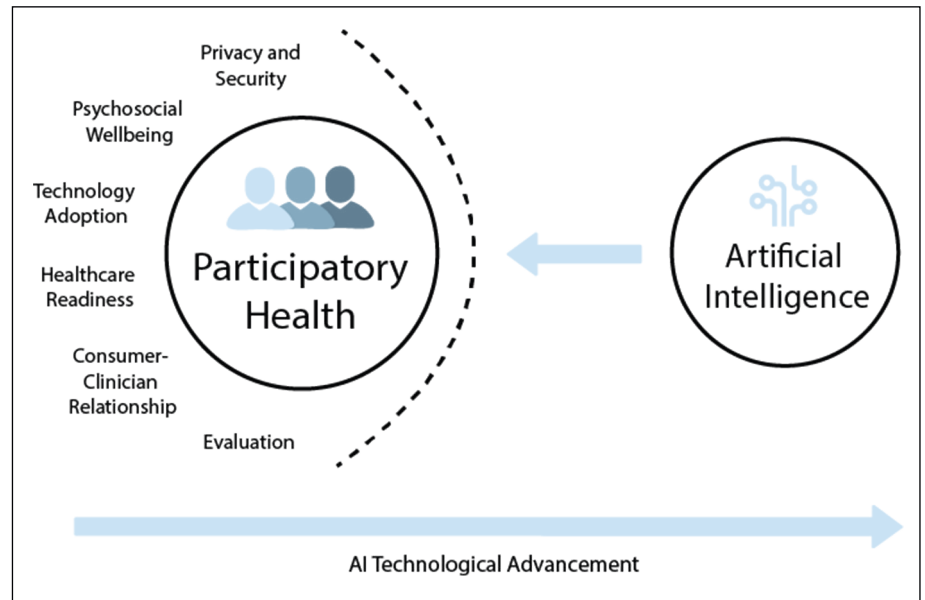 Privacy and
Security
Psychosocial
Wellbeing
Technology
Adoption
Healthcare
Readiness
Consumer-
Clinician
Relationship
Evaluation
Participatory
Health
Artificial
Intelligence
AI Technological Advancement